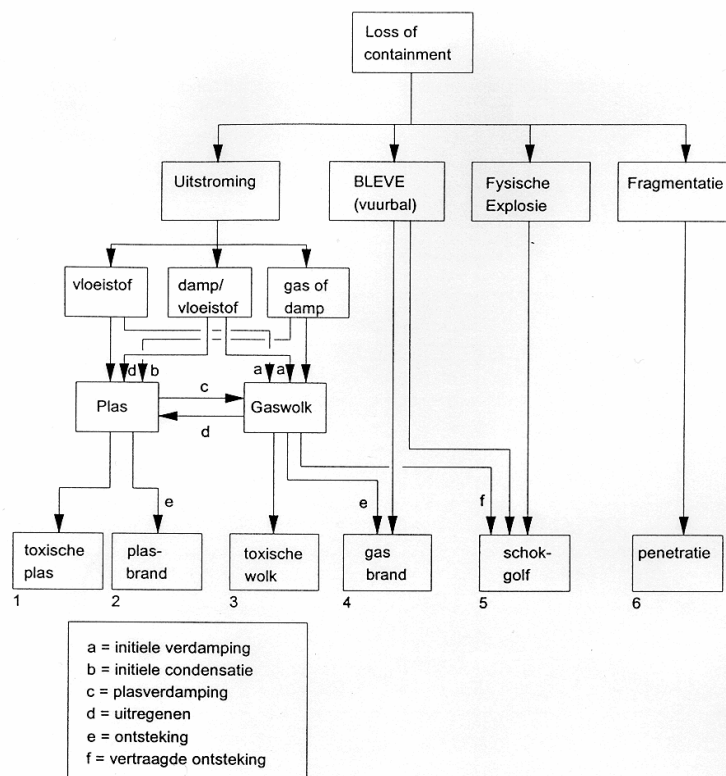 Loss of
containment
Uitstroming
BLEVE
(vuurbal)
Fysische
Explosie
Fragmentatie
vloeistof
damp/
vloeistof
gas of
damp
d b
a a
Plas
c
d
Gaswolk
e
e
f
toxische
plas
plas-
brand
toxische
wolk
gas
brand
schok-
golf
penetratie
1
2
3
4
5
6
a = initiele verdamping
b = initiele condensatie
c = plasverdamping
d = uitregenen
e = ontsteking
f = vertraagde ontsteking